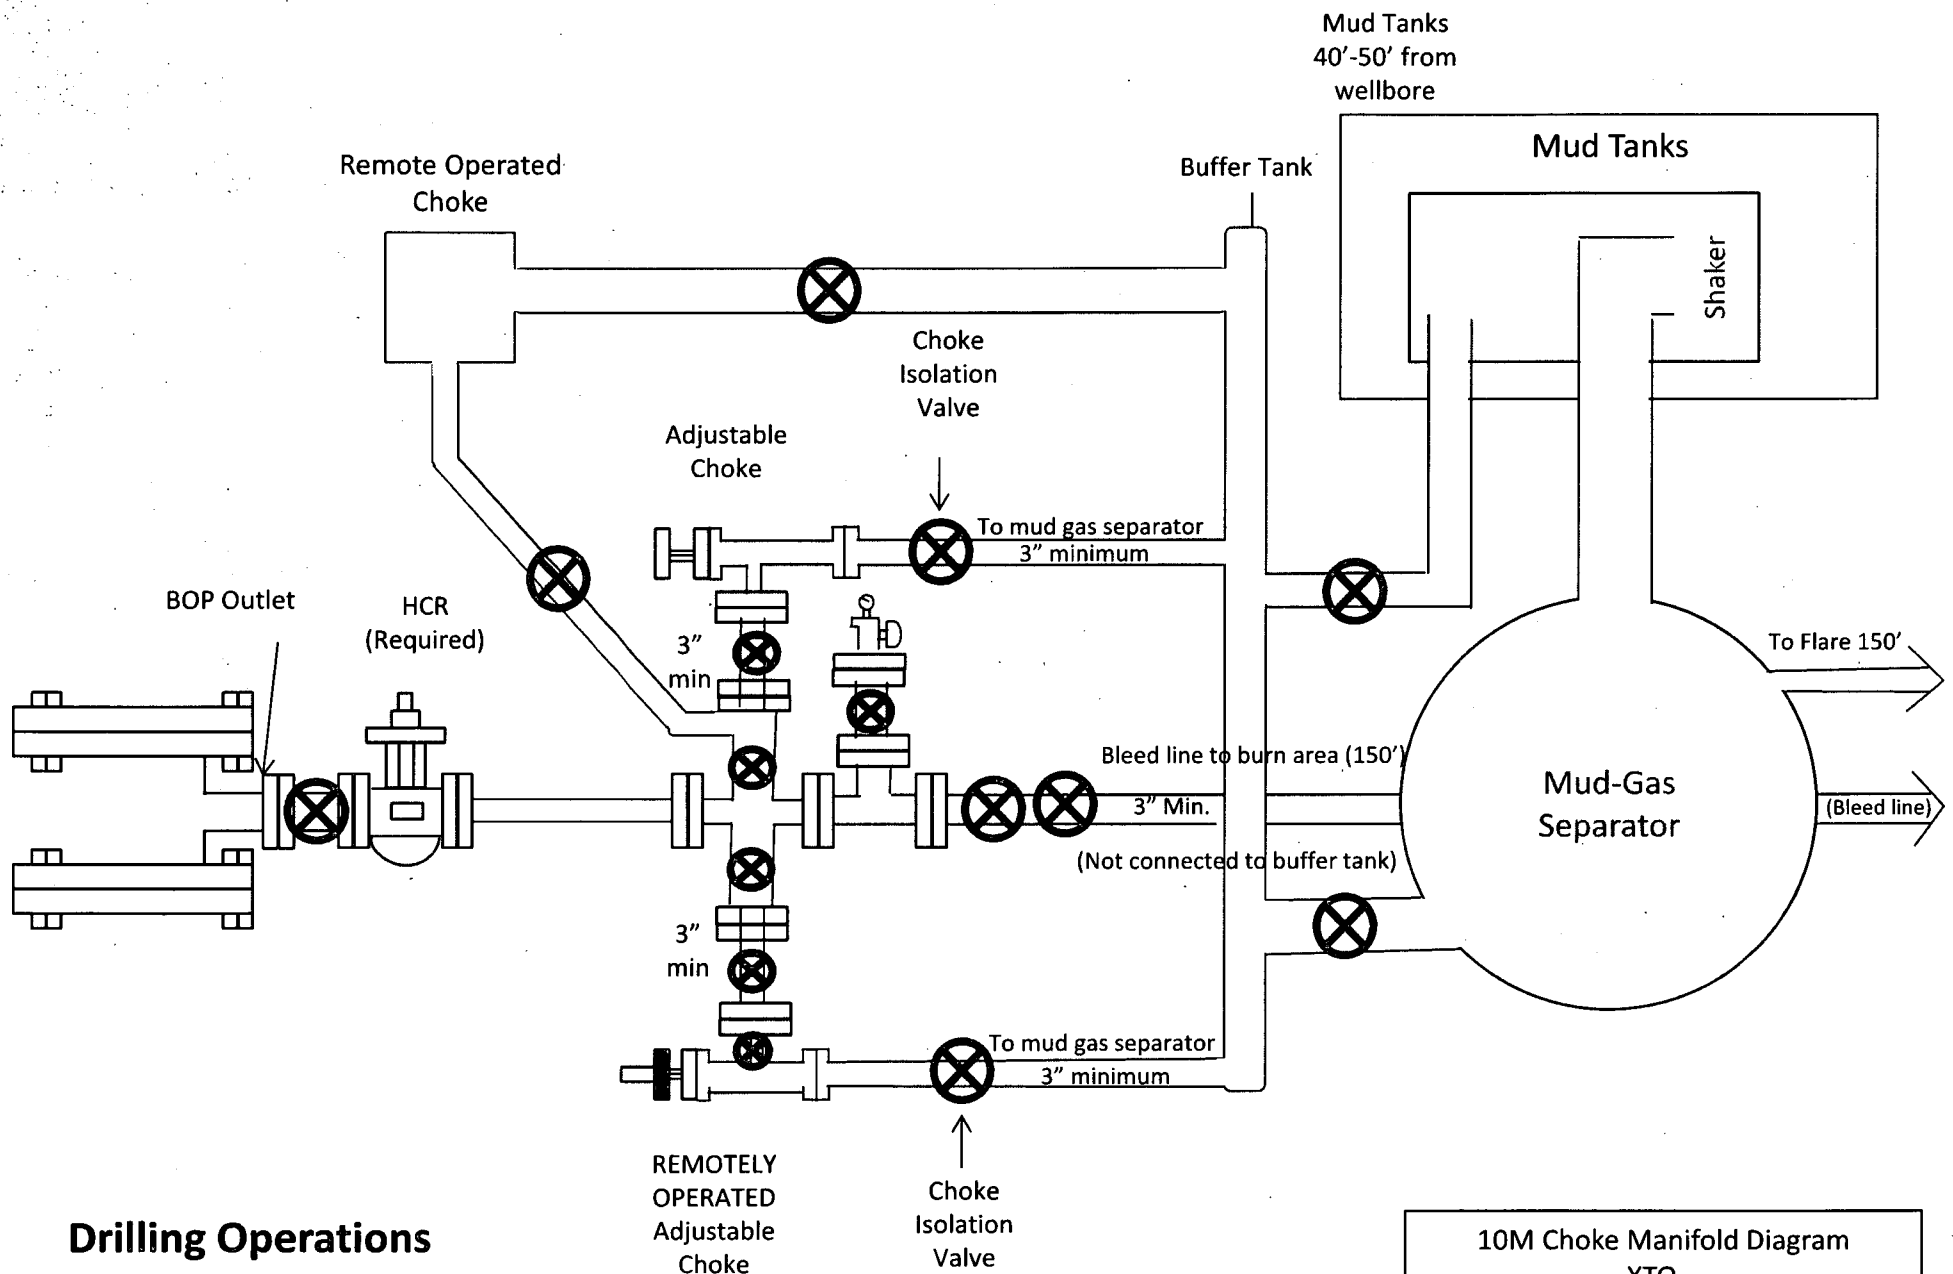 Mud Tanks
40’-50’ from
wellbore
Mud Tanks
Remote Operated
Choke
Buffer Tank
Shaker
Choke
Isolation
Valve
Adjustable
Choke
To mud gas separator
3” minimum
BOP Outlet
HCR
(Required)
3”
min
To Flare 150’
Bleed line to burn area (150’)
3” Min.
Mud-Gas
Separator
(Bleed line)
(Not connected to buffer tank)
3”
min
To mud gas separator
3” minimum
REMOTELY
OPERATED
Adjustable
Choke
Choke
Isolation
Valve
Drilling Operations
10M Choke Manifold Diagram
XTO